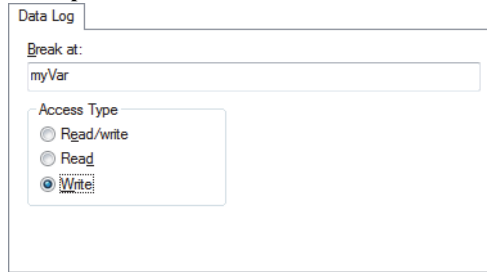 Data Log
Break at:
myVar
Access Type
Read/write
Read
Write